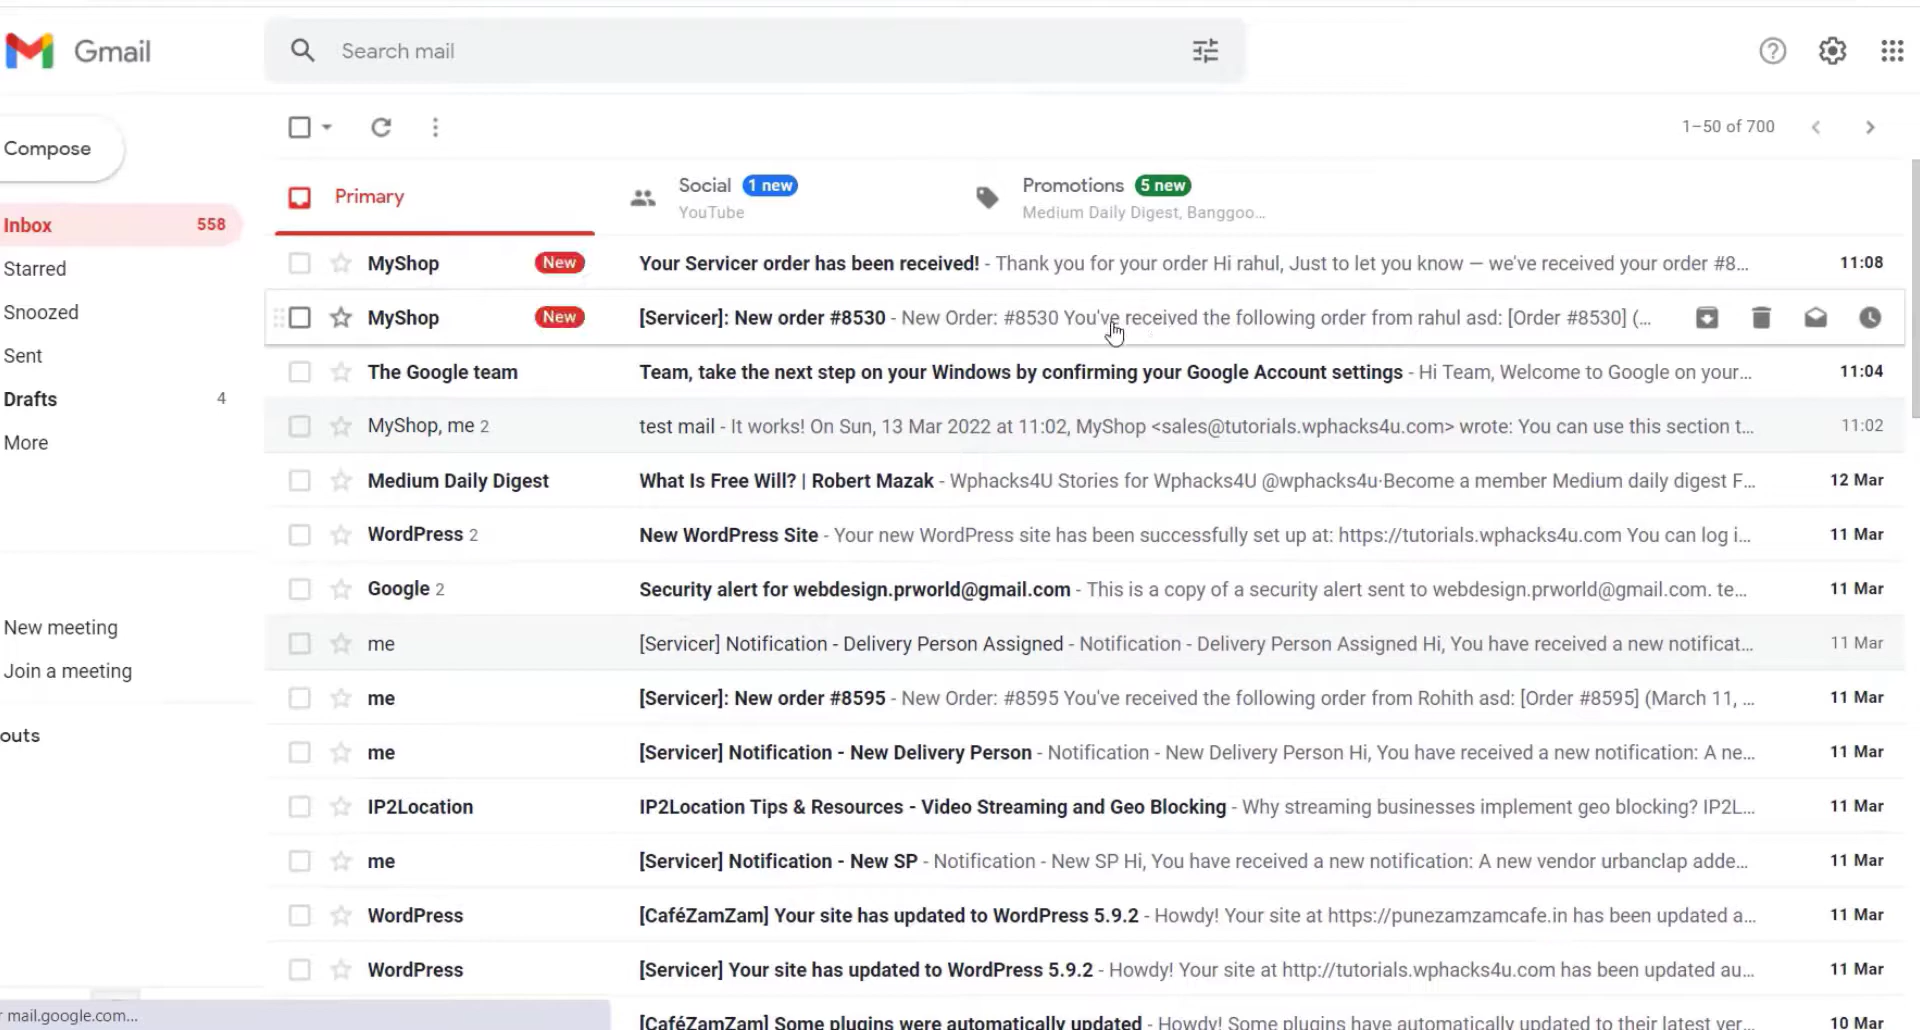 Gmail
Search mail
Compose
1–50 of 700
Primary
Social 1 new
YouTube
Promotions 5 new
Medium Daily Digest, Banggoo...
Inbox 558
Starred
Snoozed
Sent
Drafts 4
More
New meeting
Join a meeting
outs
MyShop New Your Servicer order has been received! - Thank you for your order Hi rahul, Just to let you know — we've received your order #8... 11:08
MyShop New [Servicer]: New order #8530 - New Order: #8530 You've received the following order from rahul asd: [Order #8530] (...
The Google team Team, take the next step on your Windows by confirming your Google Account settings - Hi Team, Welcome to Google on your... 11:04
MyShop, me 2 test mail - It works! On Sun, 13 Mar 2022 at 11:02, MyShop <sales@tutorials.wphacks4u.com> wrote: You can use this section t... 11:02
Medium Daily Digest What Is Free Will? | Robert Mazak - Wphacks4U Stories for Wphacks4U @wphacks4u·Become a member Medium daily digest F... 12 Mar
WordPress 2 New WordPress Site - Your new WordPress site has been successfully set up at: https://tutorials.wphacks4u.com You can log i... 11 Mar
Google 2 Security alert for webdesign.prworld@gmail.com - This is a copy of a security alert sent to webdesign.prworld@gmail.com. te... 11 Mar
me [Servicer] Notification - Delivery Person Assigned - Notification - Delivery Person Assigned Hi, You have received a new notificat... 11 Mar
me [Servicer]: New order #8595 - New Order: #8595 You've received the following order from Rohith asd: [Order #8595] (March 11, ... 11 Mar
me [Servicer] Notification - New Delivery Person - Notification - New Delivery Person Hi, You have received a new notification: A ne... 11 Mar
IP2Location IP2Location Tips & Resources - Video Streaming and Geo Blocking - Why streaming businesses implement geo blocking? IP2L... 11 Mar
me [Servicer] Notification - New SP - Notification - New SP Hi, You have received a new notification: A new vendor urbanclap adde... 11 Mar
WordPress [CaféZamZam] Your site has updated to WordPress 5.9.2 - Howdy! Your site at https://punezamzamcafe.in has been updated a... 11 Mar
WordPress [Servicer] Your site has updated to WordPress 5.9.2 - Howdy! Your site at http://tutorials.wphacks4u.com has been updated au... 11 Mar
[CaféZamZam] Some plugins were automatically updated - Howdy! Some plugins have automatically updated to their latest ver... 10 Mar
r mail.google.com...